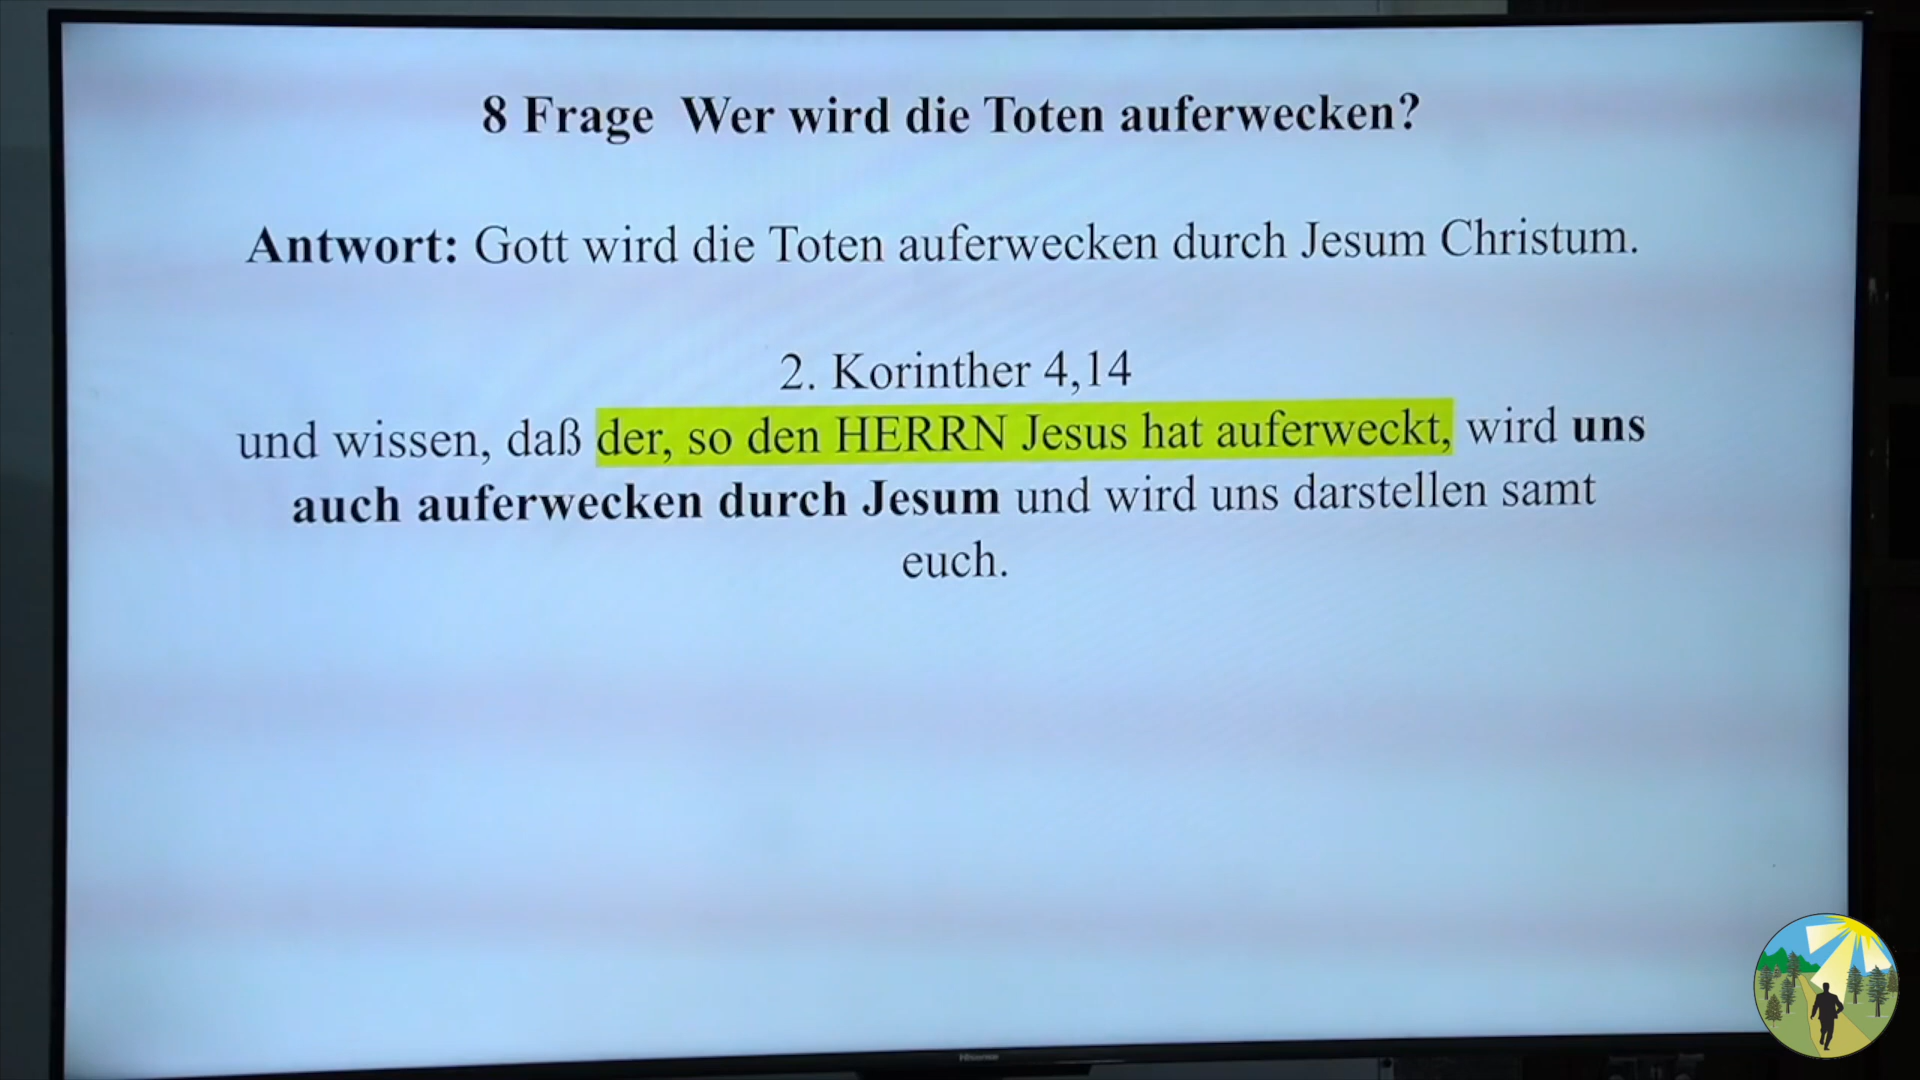 8 Frage  Wer wird die Toten auferwecken?
Antwort: Gott wird die Toten auferwecken durch Jesum Christum.
2. Korinther 4,14
und wissen, daß der, so den HERRN Jesus hat auferweckt, wird uns
auch auferwecken durch Jesum und wird uns darstellen samt
euch.
Hisense